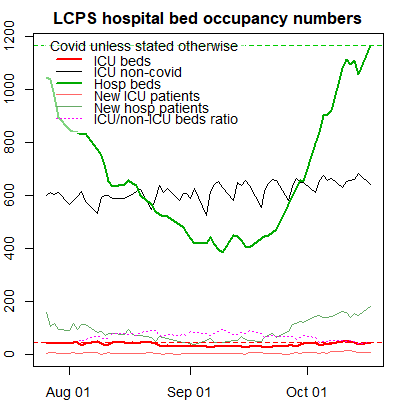 LCPS hospital bed occupancy numbers
Covid unless stated otherwise
ICU beds
ICU non-covid
Hosp beds
New ICU patients
New hosp patients
ICU/non-ICU beds ratio
1200
1000
800
600
400
200
0
Aug 01
Sep 01
Oct 01